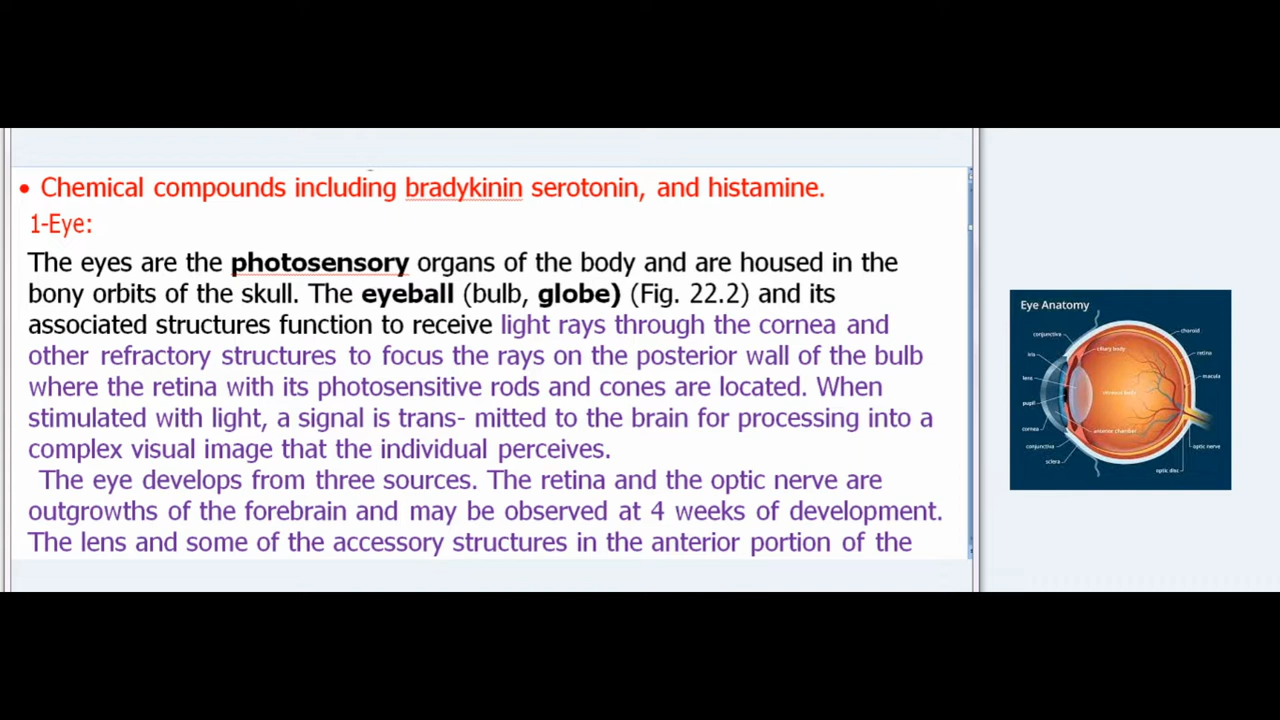 • Chemical compounds including bradykinin serotonin, and histamine.
1-Eye:
The eyes are the photosensory organs of the body and are housed in the
bony orbits of the skull. The eyeball (bulb, globe) (Fig. 22.2) and its
associated structures function to receive light rays through the cornea and
other refractory structures to focus the rays on the posterior wall of the bulb
where the retina with its photosensitive rods and cones are located. When
stimulated with light, a signal is trans- mitted to the brain for processing into a
complex visual image that the individual perceives.
The eye develops from three sources. The retina and the optic nerve are
outgrowths of the forebrain and may be observed at 4 weeks of development.
The lens and some of the accessory structures in the anterior portion of the
Eye Anatomy
conjunctiva
iris
lens
pupil
cornea
conjunctiva
sclera
ciliary body
vitreous body
anterior chamber
choroid
retina
macula
optic nerve
optic disc